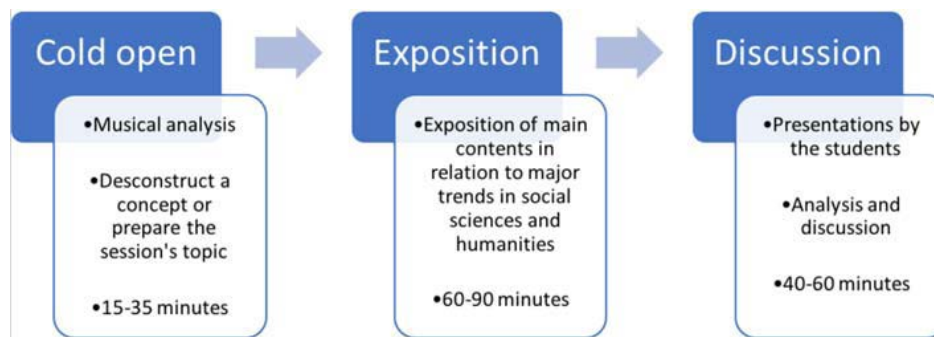 Cold open
•Musical analysis
•Desconstruct a
concept or
prepare the
session's topic
•15-35 minutes
Exposition
•Exposition of main
contents in
relation to major
trends in social
sciences and
humanities
•60-90 minutes
Discussion
•Presentations by
the students
•Analysis and
discussion
•40-60 minutes